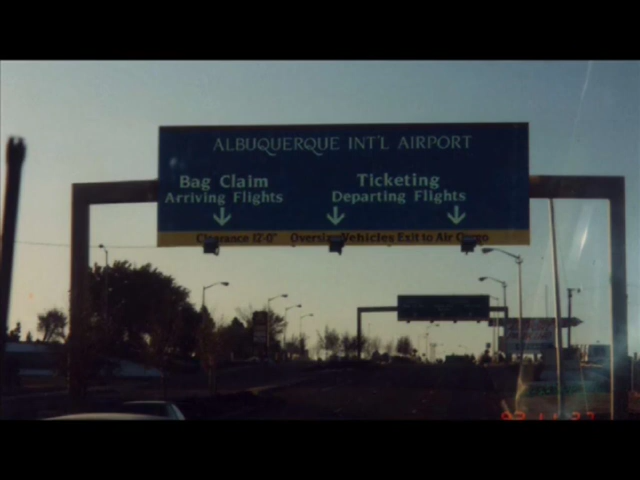 ALBUQUERQUE INT'L AIRPORT
Bag Claim
Arriving Flights
Ticketing
Departing Flights
Clearance 12'-0" Oversize Vehicles Exit to Air Cargo